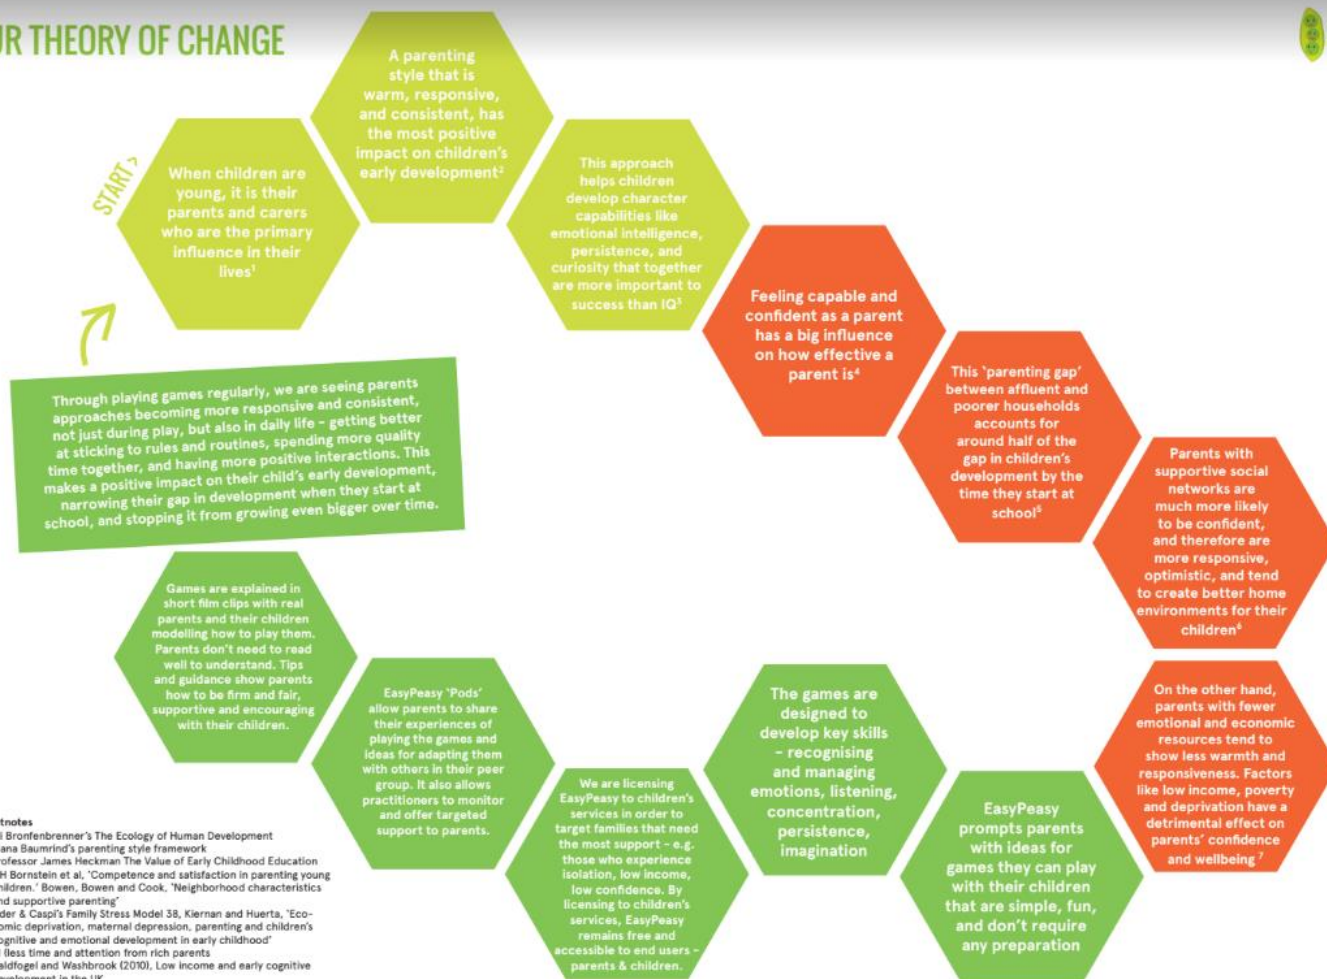 UR THEORY OF CHANGE
START >
When children are
young, it is their
parents and carers
who are the primary
influence in their
lives¹
A parenting
style that is
warm, responsive,
and consistent, has
the most positive
impact on children's
early development²
This approach
helps children
develop character
capabilities like
emotional intelligence,
persistence, and
curiosity that together
are more important to
success than IQ³
Feeling capable and
confident as a parent
has a big influence
on how effective a
parent is⁴
This 'parenting gap'
between affluent and
poorer households
accounts for
around half of the
gap in children's
development by the
time they start at
school⁵
Parents with
supportive social
networks are
much more likely
to be confident,
and therefore are
more responsive,
optimistic, and tend
to create better home
environments for their
children⁶
On the other hand,
parents with fewer
emotional and economic
resources tend to
show less warmth and
responsiveness. Factors
like low income, poverty
and deprivation have a
detrimental effect on
parents' confidence
and wellbeing ⁷
EasyPeasy
prompts parents
with ideas for
games they can play
with their children
that are simple, fun,
and don't require
any preparation
The games are
designed to
develop key skills
- recognising
and managing
emotions, listening,
concentration,
persistence,
imagination
We are licensing
EasyPeasy to children's
services in order to
target families that need
the most support - e.g.
those who experience
isolation, low income,
low confidence. By
licensing to children's
services, EasyPeasy
remains free and
accessible to end users -
parents & children.
EasyPeasy 'Pods'
allow parents to share
their experiences of
playing the games and
ideas for adapting them
with others in their peer
group. It also allows
practitioners to monitor
and offer targeted
support to parents.
Games are explained in
short film clips with real
parents and their children
modelling how to play them.
Parents don't need to read
well to understand. Tips
and guidance show parents
how to be firm and fair,
supportive and encouraging
with their children.
Through playing games regularly, we are seeing parents
approaches becoming more responsive and consistent,
not just during play, but also in daily life - getting better
at sticking to rules and routines, spending more quality
time together, and having more positive interactions. This
makes a positive impact on their child's early development,
narrowing their gap in development when they start at
school, and stopping it from growing even bigger over time.
tnotes
i Bronfenbrenner's The Ecology of Human Development
ana Baumrind's parenting style framework
rofessor James Heckman The Value of Early Childhood Education
H Bornstein et al, 'Competence and satisfaction in parenting young
hildren.' Bowen, Bowen and Cook, 'Neighborhood characteristics
nd supportive parenting'
der & Caspi's Family Stress Model 38, Kiernan and Huerta, 'Eco-
omic deprivation, maternal depression, parenting and children's
ognitive and emotional development in early childhood'
(less time and attention from rich parents
aldfogel and Washbrook (2010), Low income and early cognitive